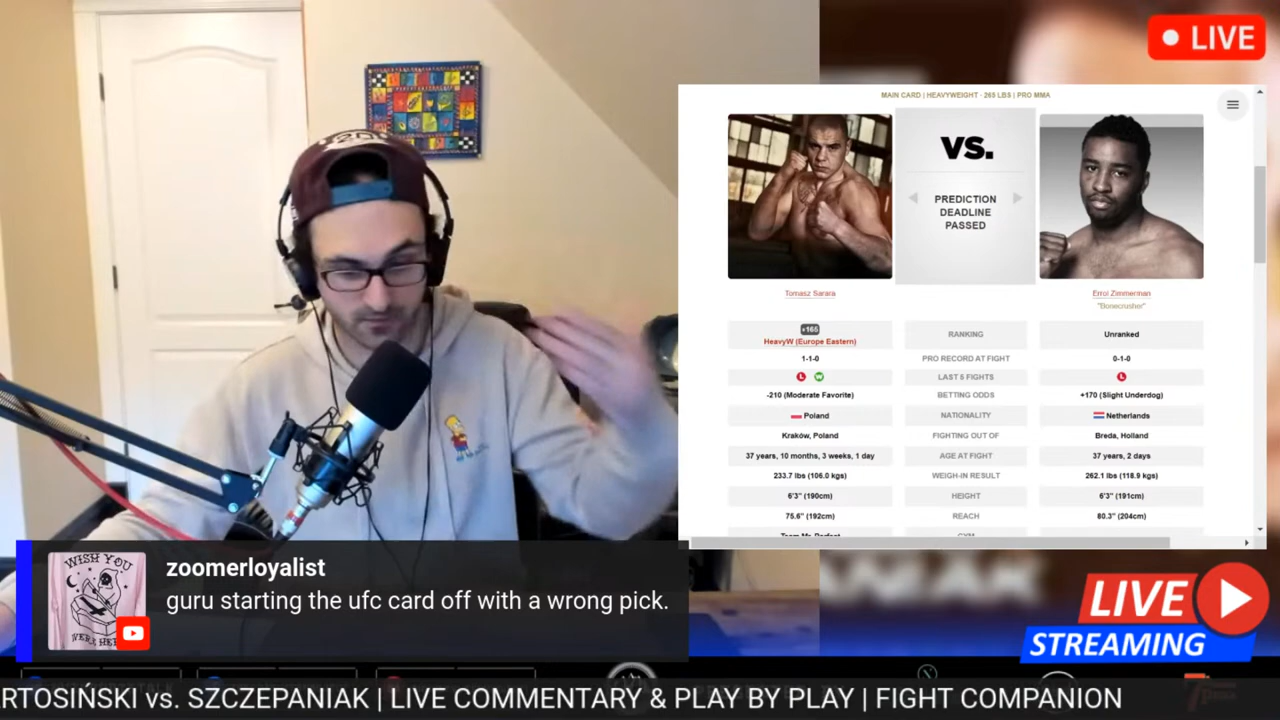 LIVE
MAIN CARD | HEAVYWEIGHT · 265 LBS | PRO MMA
VS.
PREDICTION
DEADLINE
PASSED
Tomasz Sarara
Errol Zimmerman
"Bonecrusher"
+165
HeavyW (Europe Eastern)
RANKING
Unranked
1-1-0
PRO RECORD AT FIGHT
0-1-0
L W
LAST 5 FIGHTS
L
-210 (Moderate Favorite)
BETTING ODDS
+170 (Slight Underdog)
Poland
NATIONALITY
Netherlands
Kraków, Poland
FIGHTING OUT OF
Breda, Holland
37 years, 10 months, 3 weeks, 1 day
AGE AT FIGHT
37 years, 2 days
233.7 lbs (106.0 kgs)
WEIGH-IN RESULT
262.1 lbs (118.9 kgs)
6'3" (190cm)
HEIGHT
6'3" (191cm)
75.6" (192cm)
REACH
80.3" (204cm)
WISH YOU
WERE HERE
zoomerloyalist
guru starting the ufc card off with a wrong pick.
LIVE
STREAMING
RTOSIŃSKI vs. SZCZEPANIAK | LIVE COMMENTARY & PLAY BY PLAY | FIGHT COMPANION